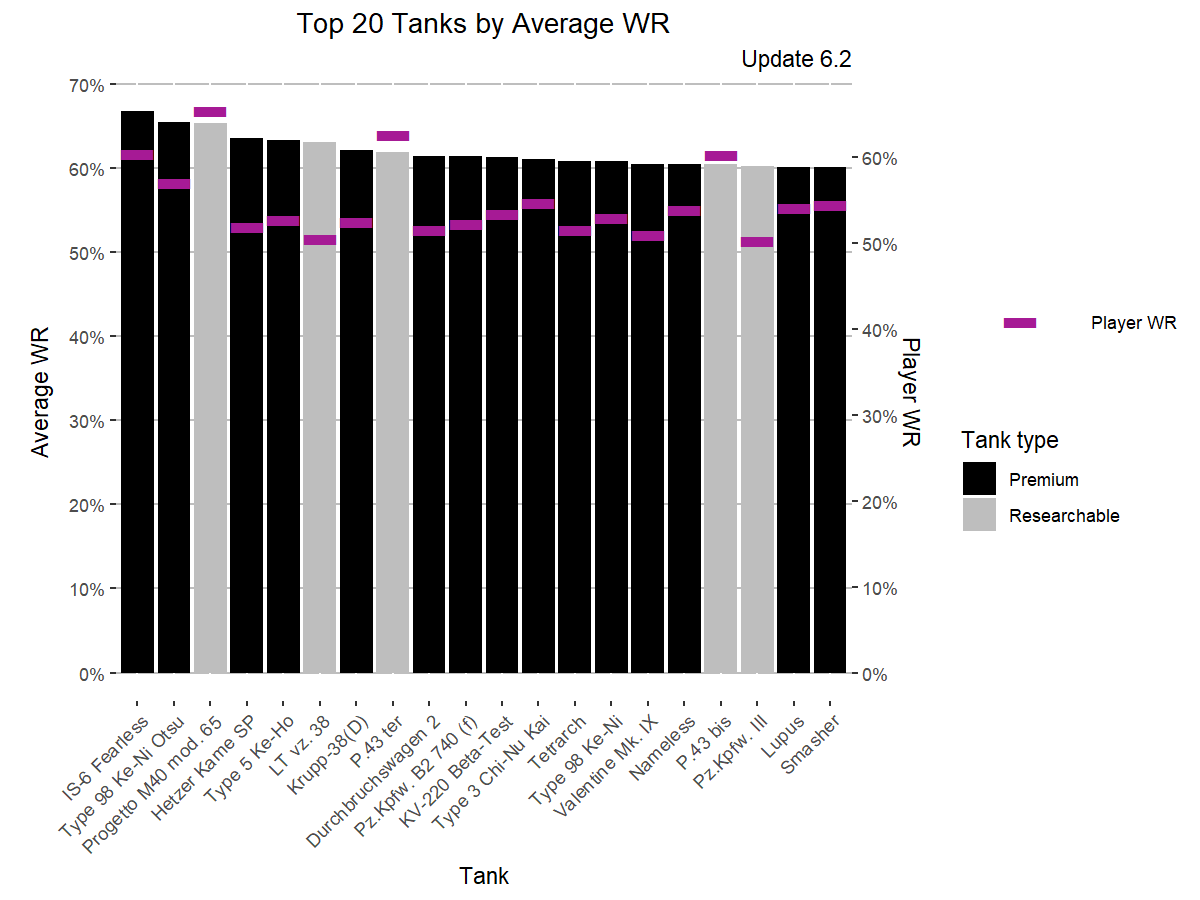 Top 20 Tanks by Average WR
Update 6.2
70%
60%
50%
40%
30%
20%
10%
0%
Average WR
60%
50%
40%
30%
20%
10%
0%
Player WR
IS-6 Fearless
Type 98 Ke-Ni Otsu
Progetto M40 mod. 65
Hetzer Kame SP
Type 5 Ke-Ho
LT vz. 38
Krupp-38(D)
P.43 ter
Durchbruchswagen 2
Pz.Kpfw. B2 740 (f)
KV-220 Beta-Test
Type 3 Chi-Nu Kai
Tetrarch
Type 98 Ke-Ni
Valentine Mk. IX
Nameless
P.43 bis
Pz.Kpfw. III
Lupus
Smasher
Tank
Player WR
Tank type
Premium
Researchable